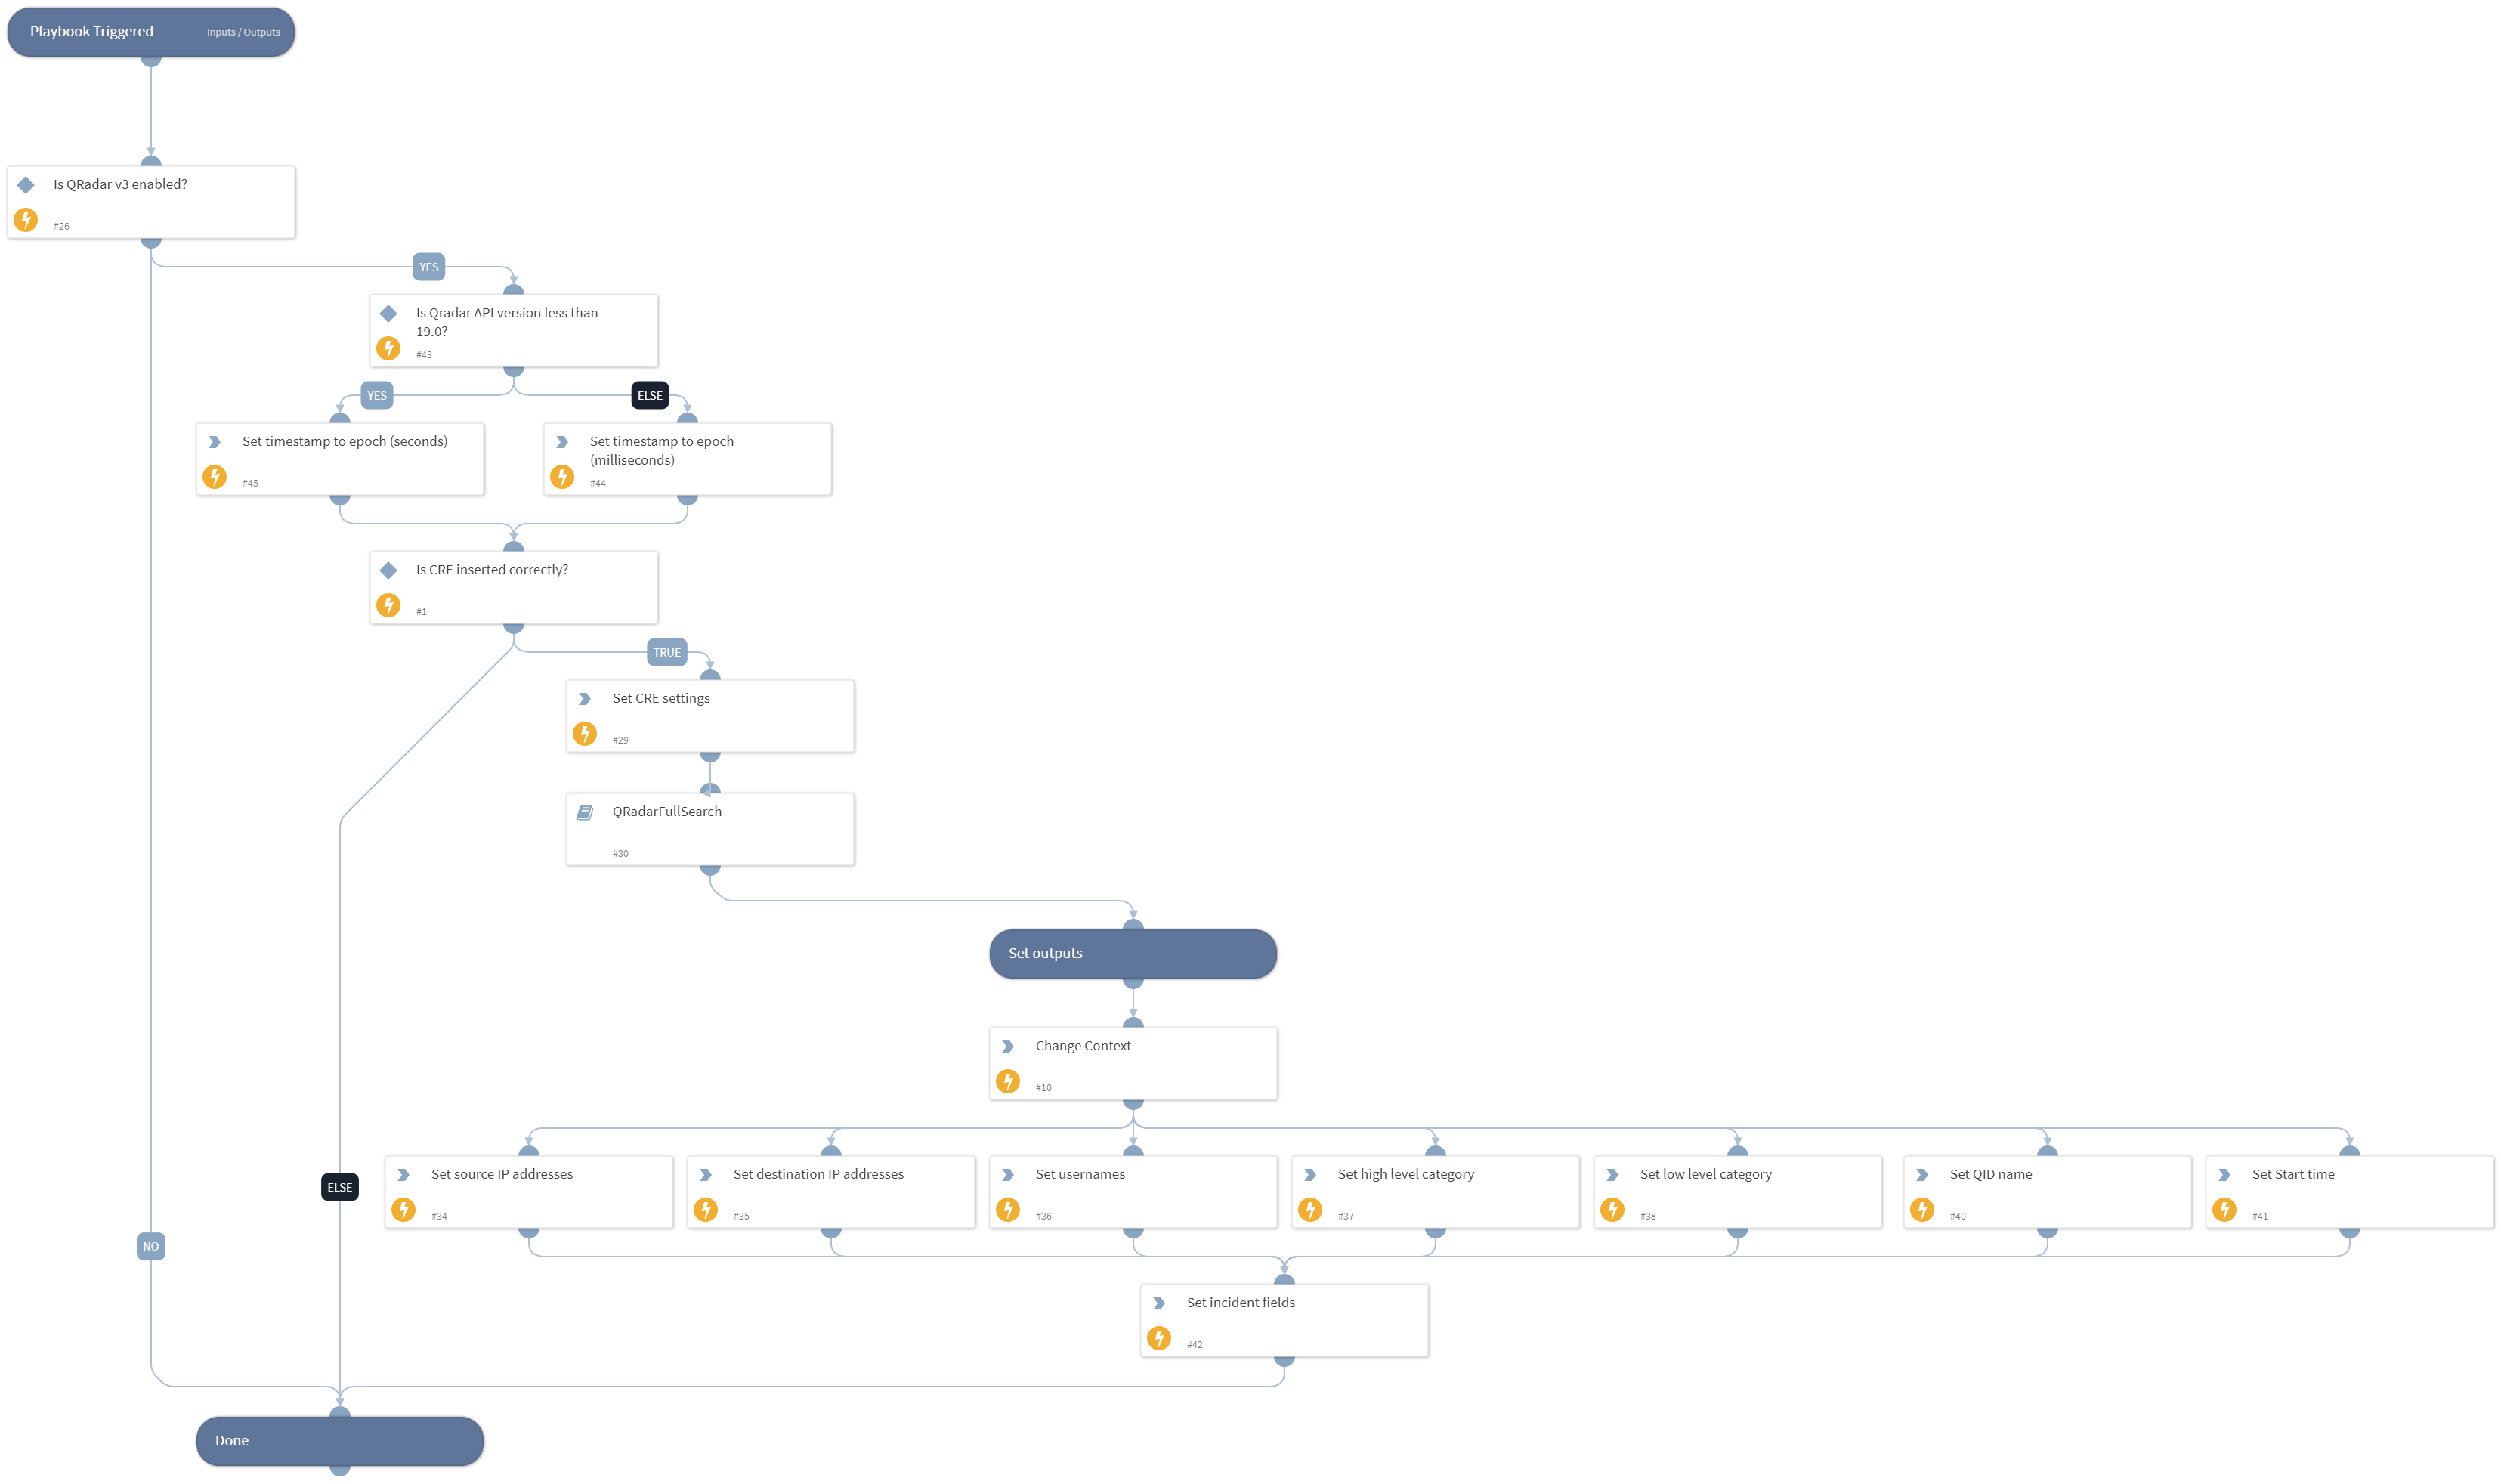 Playbook Triggered
Inputs / Outputs
Is QRadar v3 enabled?
#26
YES
Is Qradar API version less than
19.0?
#43
YES
ELSE
Set timestamp to epoch (seconds)
#45
Set timestamp to epoch
(milliseconds)
#44
Is CRE inserted correctly?
#1
TRUE
Set CRE settings
#29
QRadarFullSearch
#30
Set outputs
Change Context
#10
Set source IP addresses
#34
Set destination IP addresses
#35
Set usernames
#36
Set high level category
#37
Set low level category
#38
Set QID name
#40
Set Start time
#41
ELSE
NO
Set incident fields
#42
Done